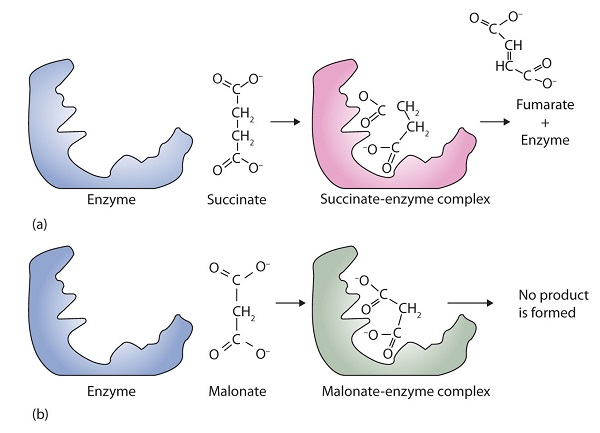 O O⁻
C
CH₂
CH₂
C
O O⁻
O O⁻
C CH₂
O CH₂
⁻O C
O
O O⁻
C
CH
HC O
C
O⁻
Fumarate
+
Enzyme
Enzyme
Succinate
Succinate-enzyme complex
(a)
O O⁻
C
CH₂
C
O O⁻
⁻O
C
O CH₂
⁻O C
O
No product
is formed
Enzyme
Malonate
Malonate-enzyme complex
(b)